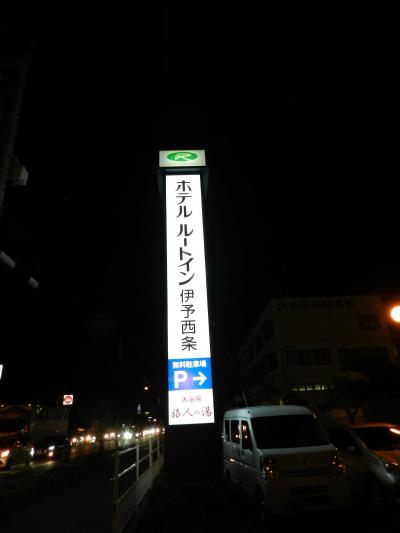 R
ホテル ルートイン
伊予西条
無料駐車場
P→
大浴場
旅人の湯